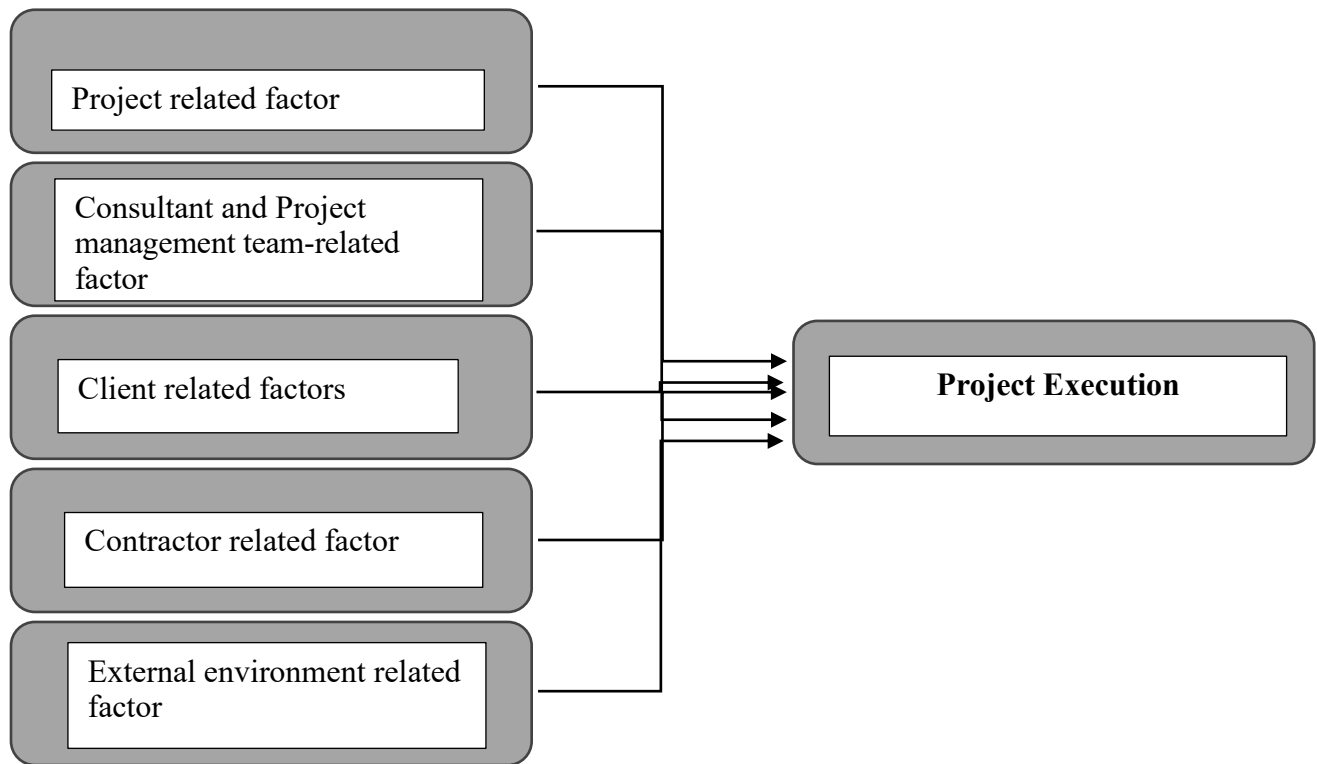 Project related factor
Consultant and Project
management team-related
factor
Client related factors
Project Execution
Contractor related factor
External environment related
factor